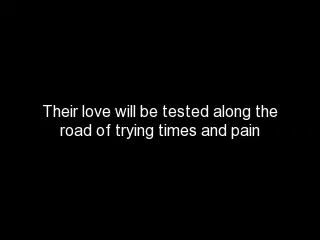 Their love will be tested along the
road of trying times and pain